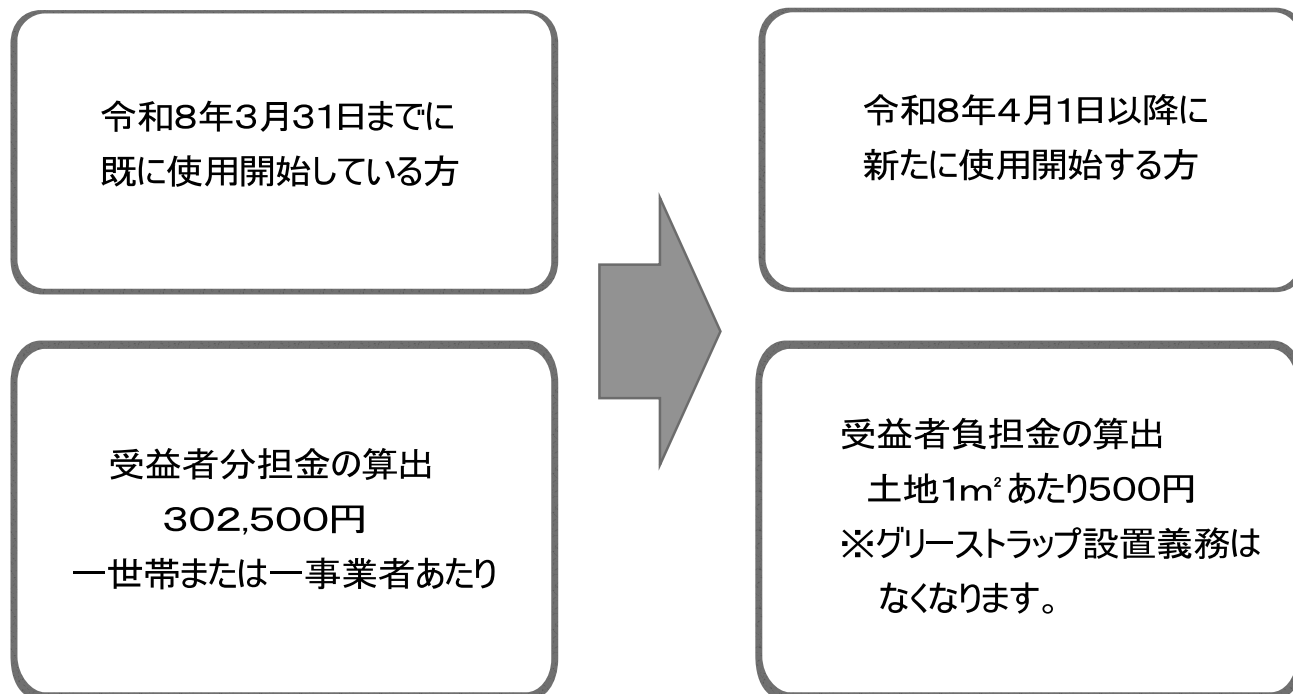 令和8年3月31日までに
既に使用開始している方
令和8年4月1日以降に
新たに使用開始する方
受益者分担金の算出
302,500円
一世帯または一事業者あたり
受益者負担金の算出
土地1㎡あたり500円
※グリーストラップ設置義務は
なくなります。